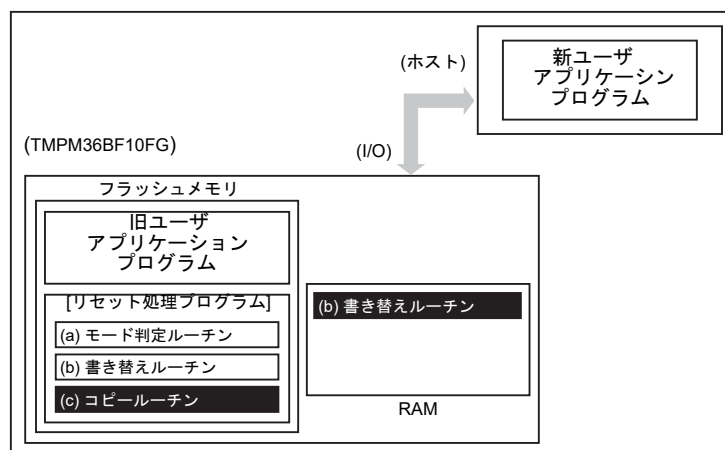 (ホスト)
新ユーザ
アプリケーシン
プログラム
(TMPM36BF10FG)
(I/O)
フラッシュメモリ
旧ユーザ
アプリケーション
プログラム
[リセット処理プログラム]
(a) モード判定ルーチン
(b) 書き替えルーチン
(c) コピールーチン
(b) 書き替えルーチン
RAM